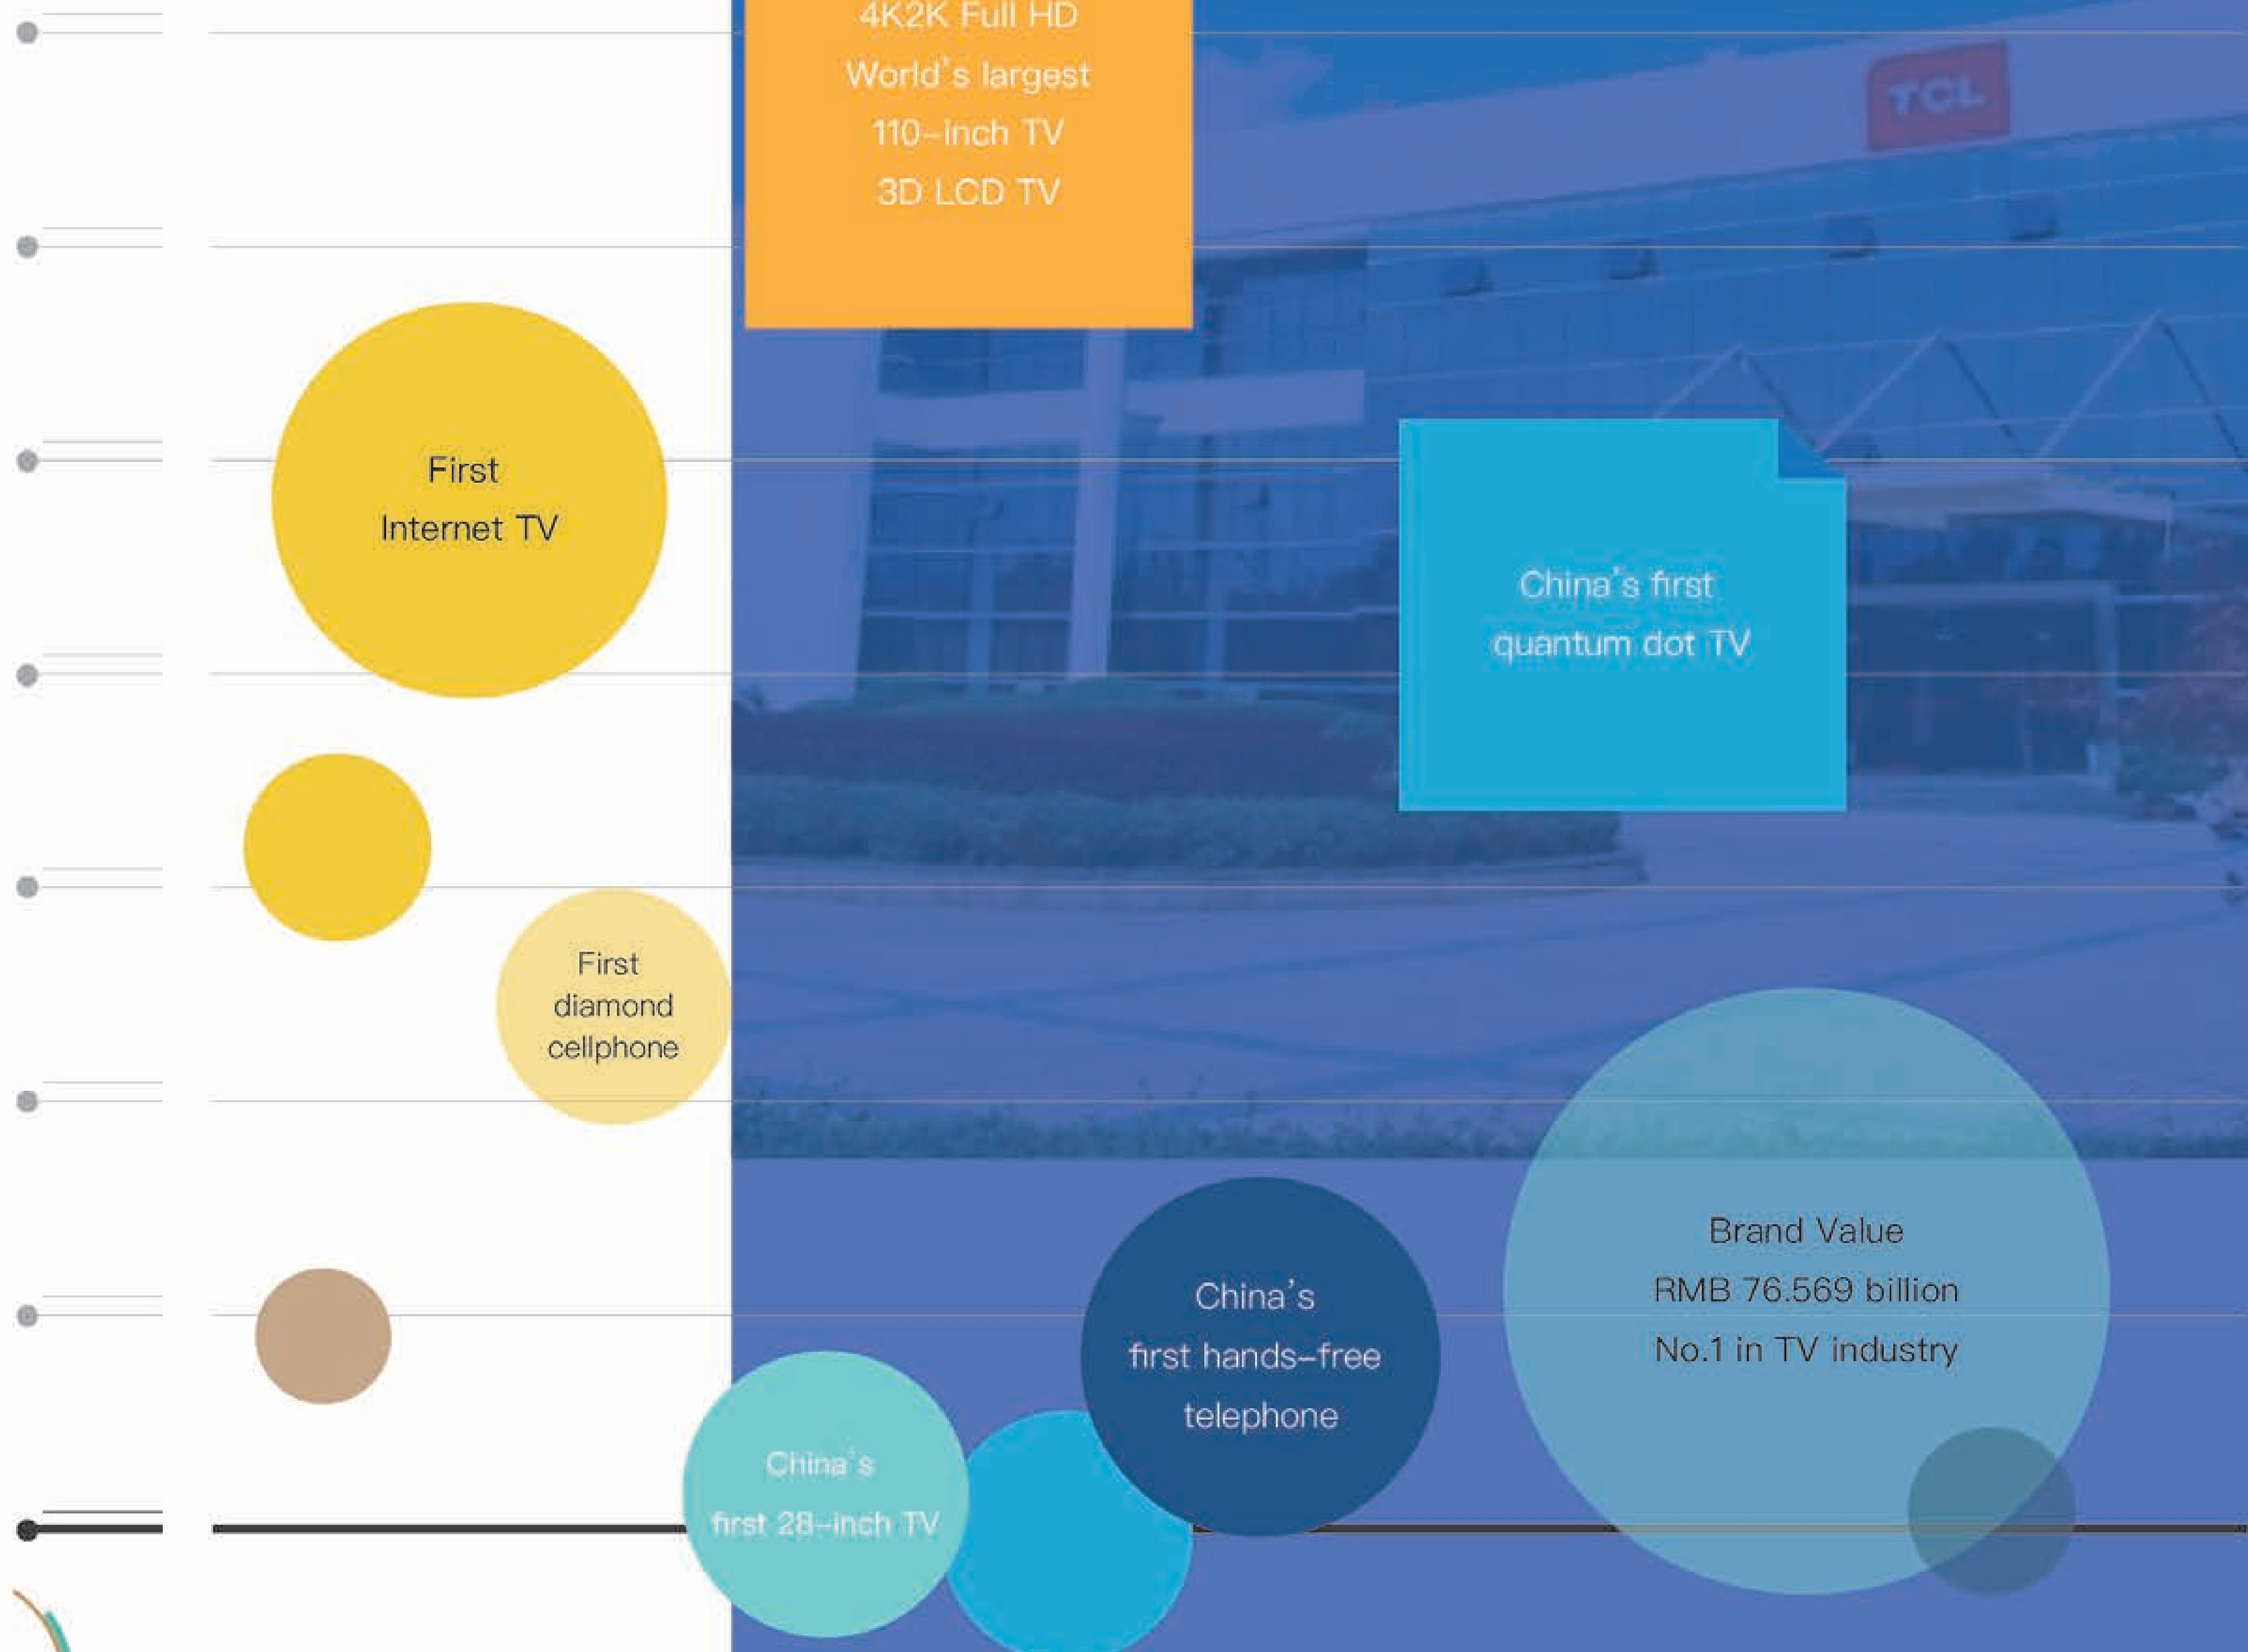 4K2K Full HD
World's largest
110-inch TV
3D LCD TV
TCL
First
Internet TV
China's first
quantum dot TV
First
diamond
cellphone
Brand Value
RMB 76.569 billion
No.1 in TV industry
China's
first hands-free
telephone
China's
first 28-inch TV